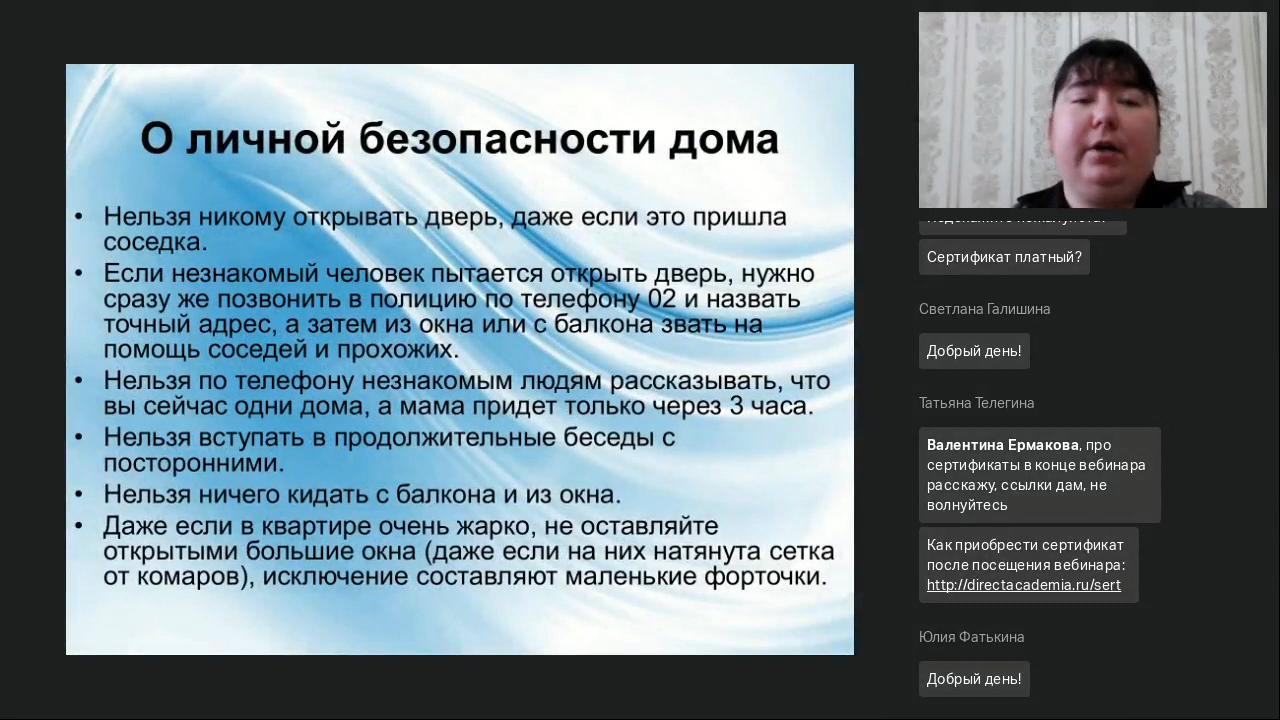 О личной безопасности дома
• Нельзя никому открывать дверь, даже если это пришла
соседка.
• Если незнакомый человек пытается открыть дверь, нужно
сразу же позвонить в полицию по телефону 02 и назвать
точный адрес, а затем из окна или с балкона звать на
помощь соседей и прохожих.
• Нельзя по телефону незнакомым людям рассказывать, что
вы сейчас одни дома, а мама придет только через 3 часа.
• Нельзя вступать в продолжительные беседы с
посторонними.
• Нельзя ничего кидать с балкона и из окна.
• Даже если в квартире очень жарко, не оставляйте
открытыми большие окна (даже если на них натянута сетка
от комаров), исключение составляют маленькие форточки.
Сертификат платный?
Светлана Галишина
Добрый день!
Татьяна Телегина
Валентина Ермакова, про
сертификаты в конце вебинара
расскажу, ссылки дам, не
волнуйтесь
Как приобрести сертификат
после посещения вебинара:
http://directacademia.ru/sert
Юлия Фатькина
Добрый день!